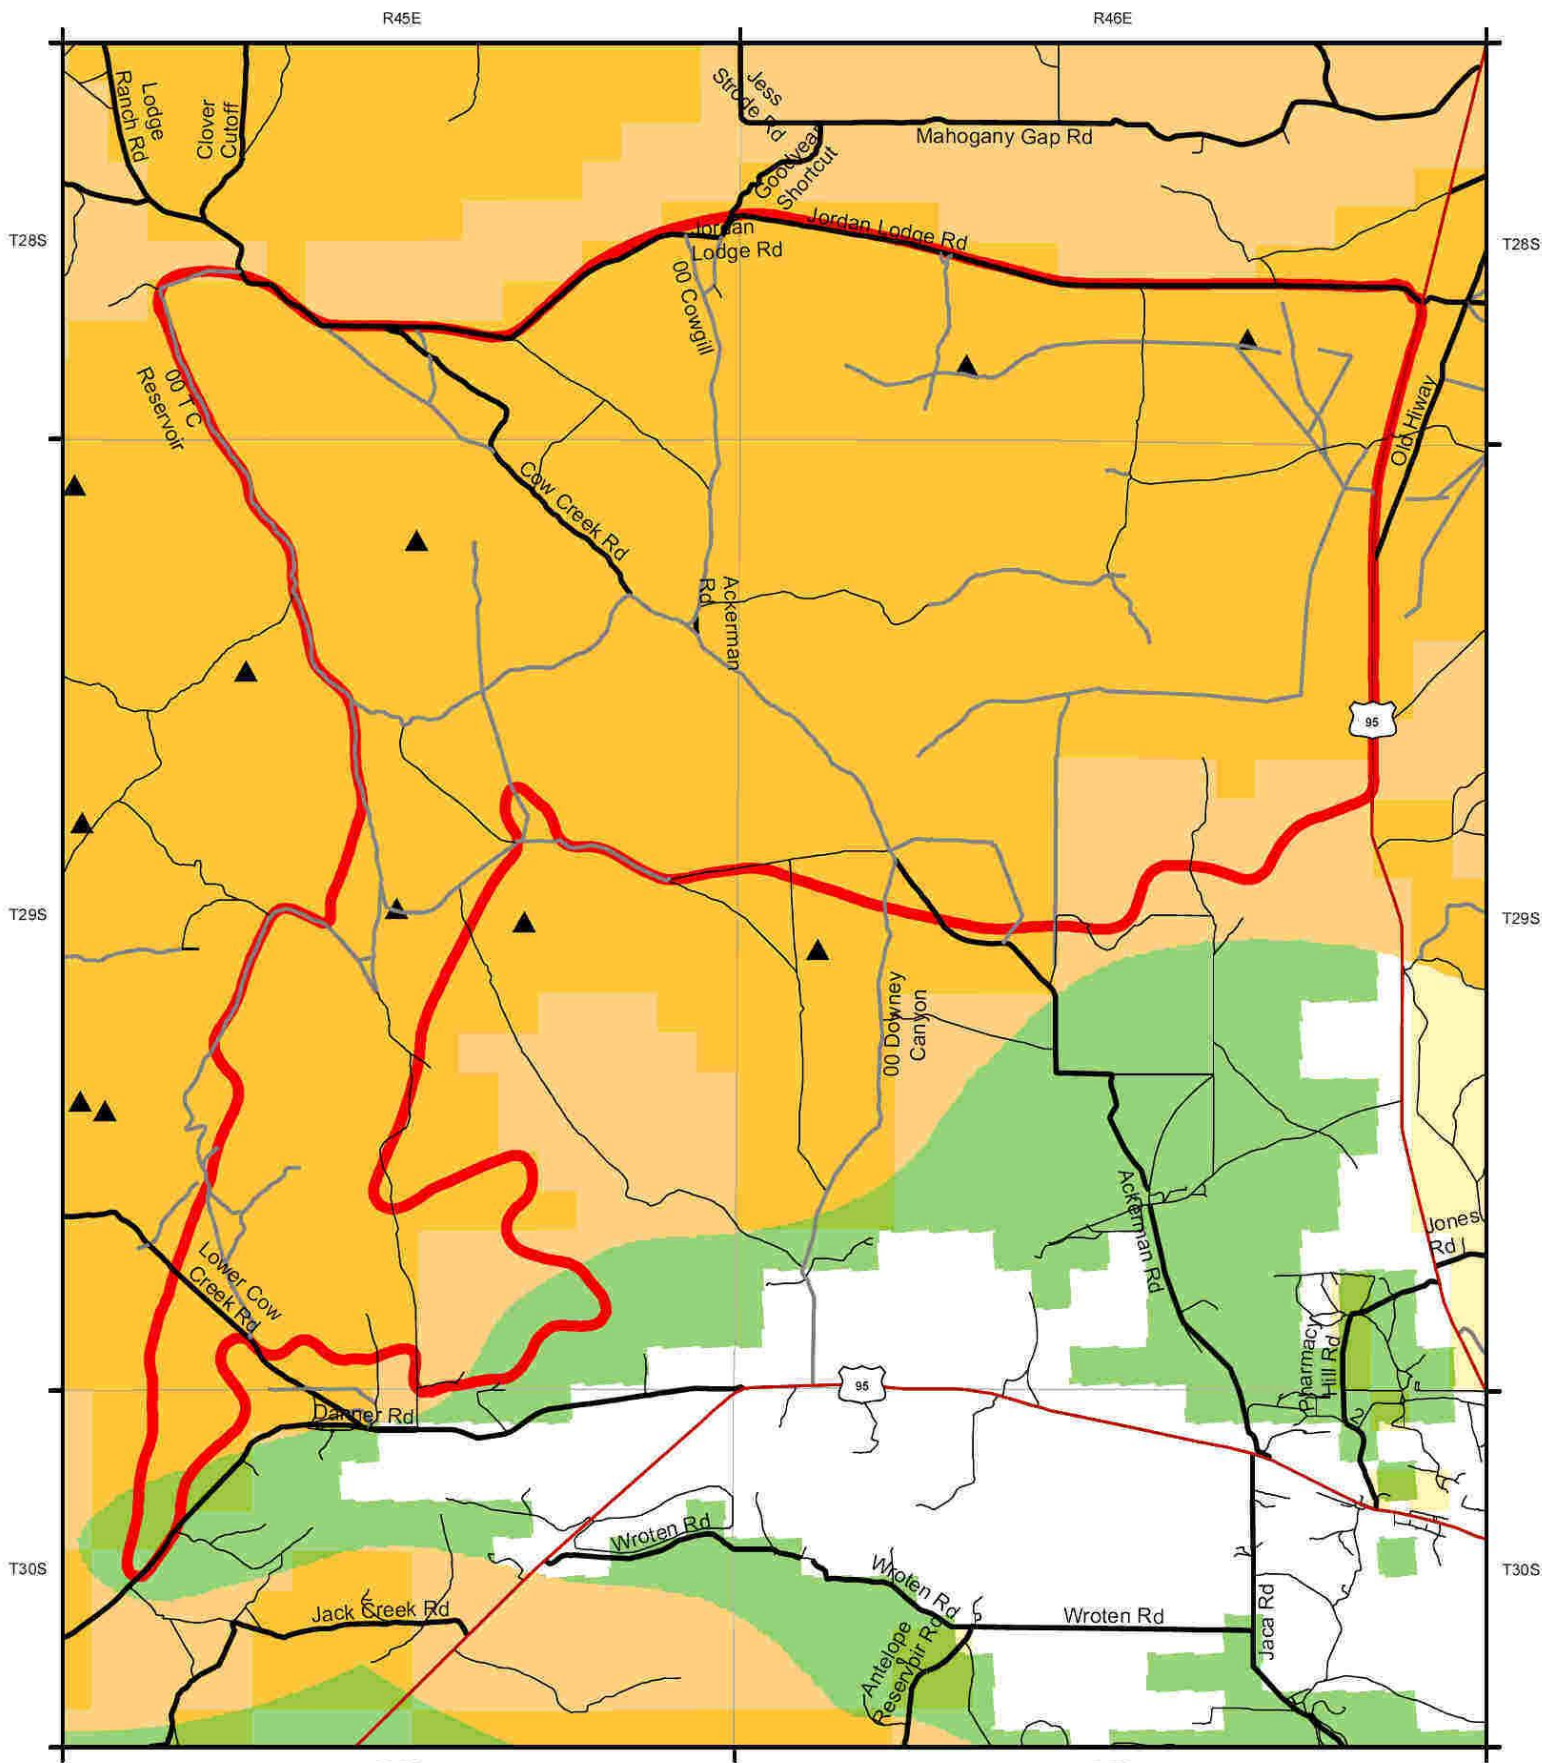 R45E
R46E
Lodge
Ranch Rd
Clover
Cutoff
Jess
Strode Rd
Mahogany Gap Rd
Goodyear
Shortcut
T28S
T28S
Jordan
Lodge Rd
Jordan Lodge Rd
00 Cowgill
00 T C
Reservoir
Old Hiway
Cow Creek Rd
Ackerman
Rd
95
T29S
T29S
00 Downey
Canyon
Ackerman Rd
Jones
Rd
Lower Cow
Creek Rd
Pharmacy
Hill Rd
95
Danner Rd
Wroten Rd
T30S
T30S
Wroten Rd
Wroten Rd
Jack Creek Rd
Jaca Rd
Antelope
Reservoir Rd